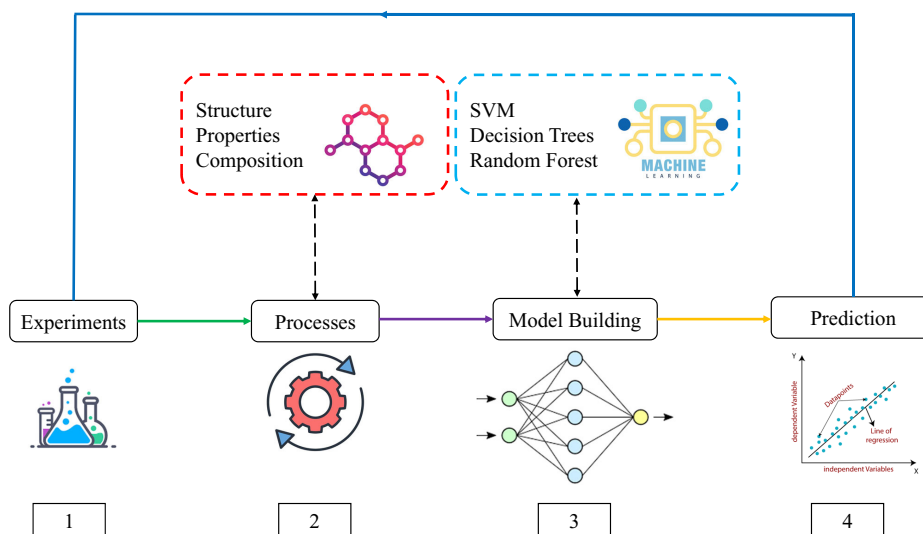 Structure
Properties
Composition
SVM
Decision Trees
Random Forest
MACHINE
LEARNING
Experiments
Processes
Model Building
Prediction
Y
dependent Variable
Datapoints
Line of
regression
independent Variables
X
1
2
3
4